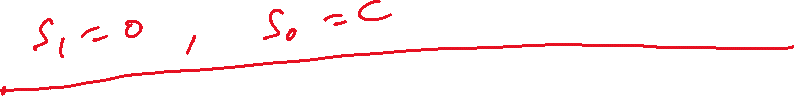 S₁ = 0 , S₀ = C